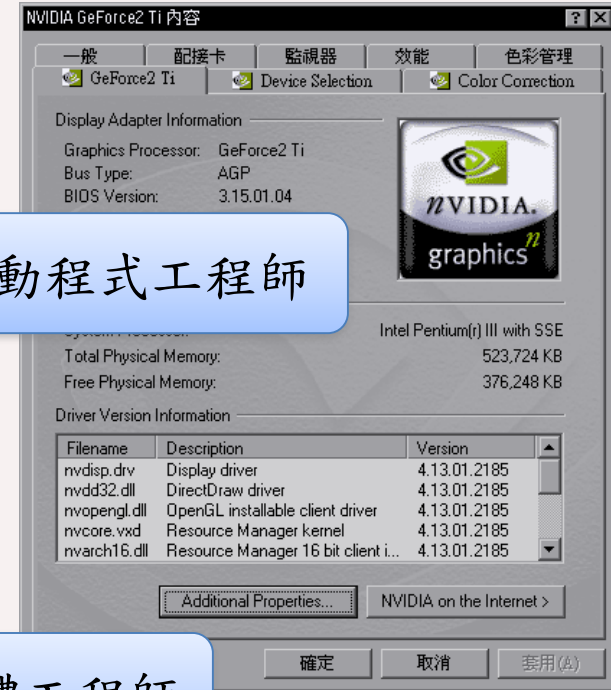 NVIDIA GeForce2 Ti 內容
一般 配接卡 監視器 效能 色彩管理
GeForce2 Ti Device Selection Color Correction
Display Adapter Information
Graphics Processor: GeForce2 Ti
Bus Type: AGP
BIOS Version: 3.15.01.04
nVIDIA.
graphics n
動程式工程師
Intel Pentium(r) III with SSE
Total Physical Memory: 523,724 KB
Free Physical Memory: 376,248 KB
Driver Version Information
Filename Description Version
nvdisp.drv Display driver 4.13.01.2185
nvdd32.dll DirectDraw driver 4.13.01.2185
nvopengl.dll OpenGL installable client driver 4.13.01.2185
nvcore.vxd Resource Manager kernel 4.13.01.2185
nvarch16.dll Resource Manager 16 bit client i... 4.13.01.2185
Additional Properties... NVIDIA on the Internet >
確定 取消 套用(A)